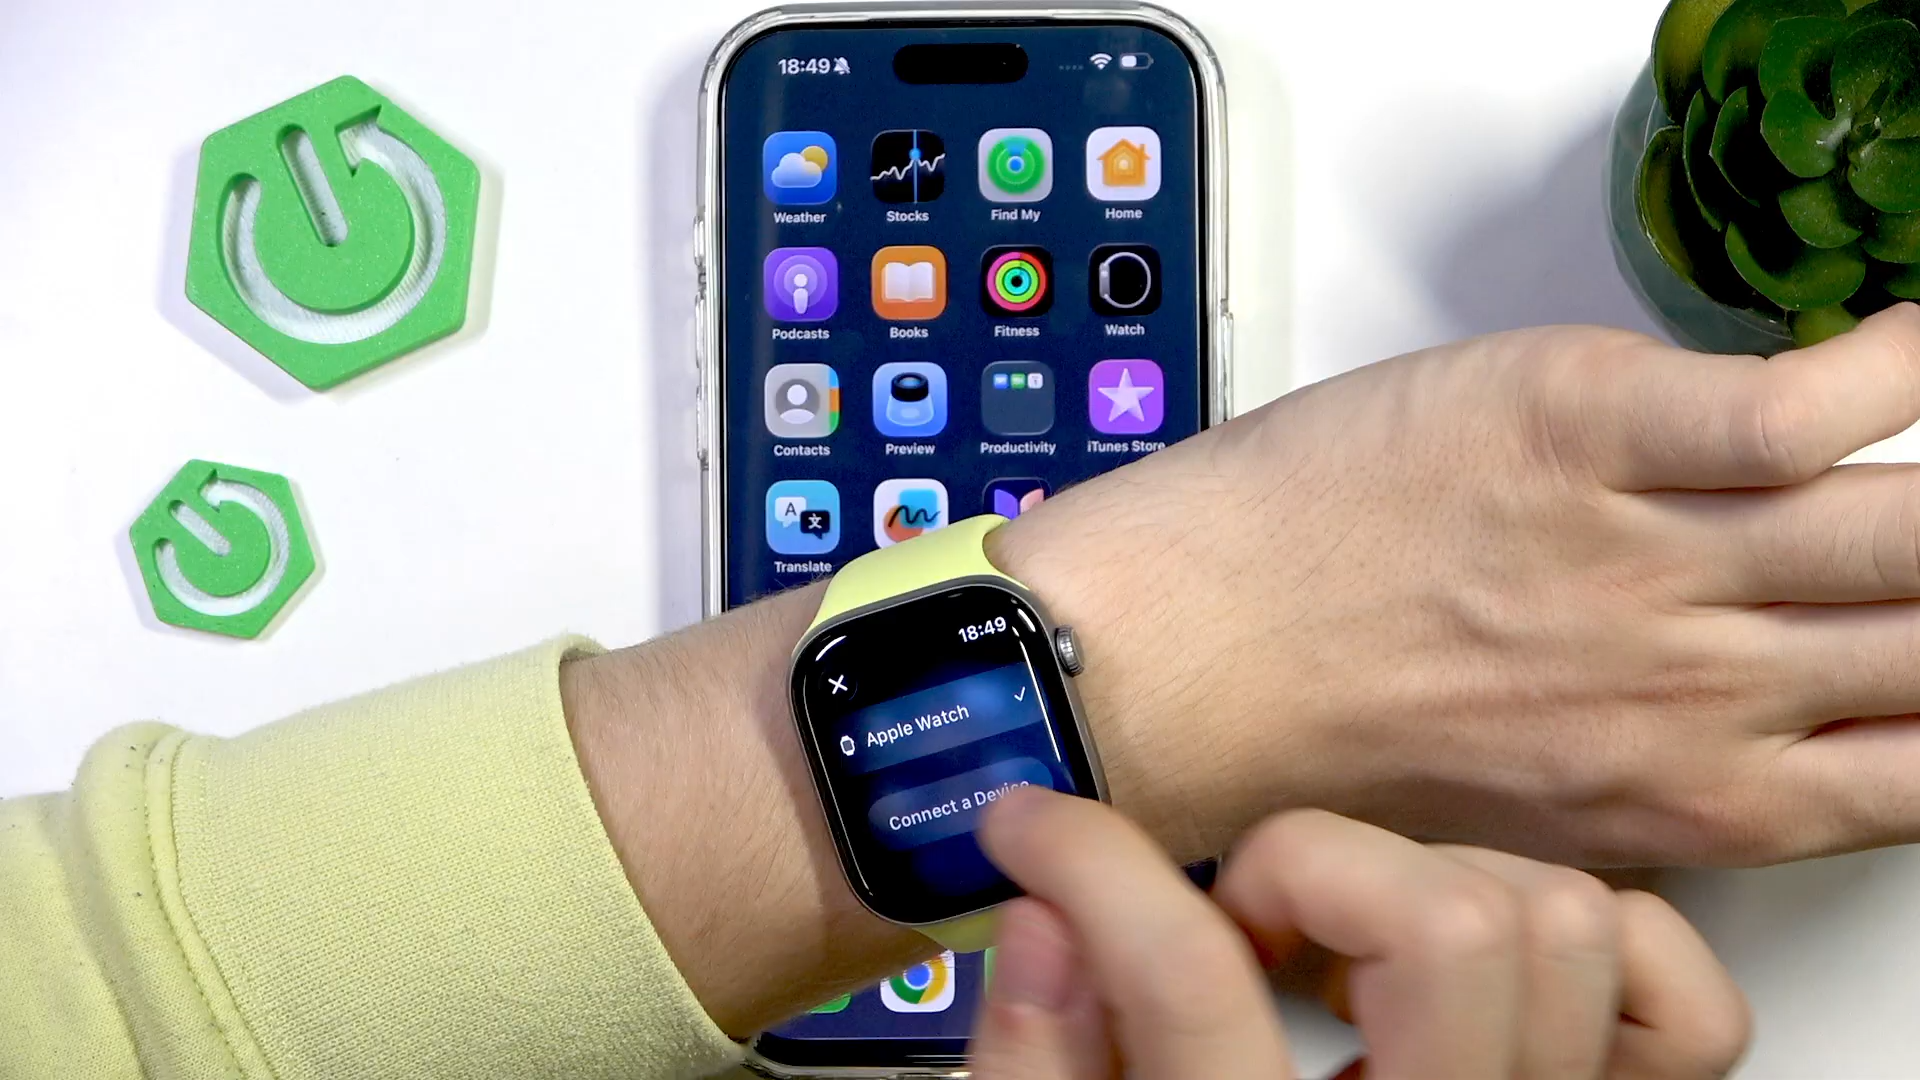 18:49
Weather Stocks Find My Home
Podcasts Books Fitness Watch
Contacts Preview Productivity iTunes Store
A 文
Translate
18:49
Apple Watch
Connect a Device